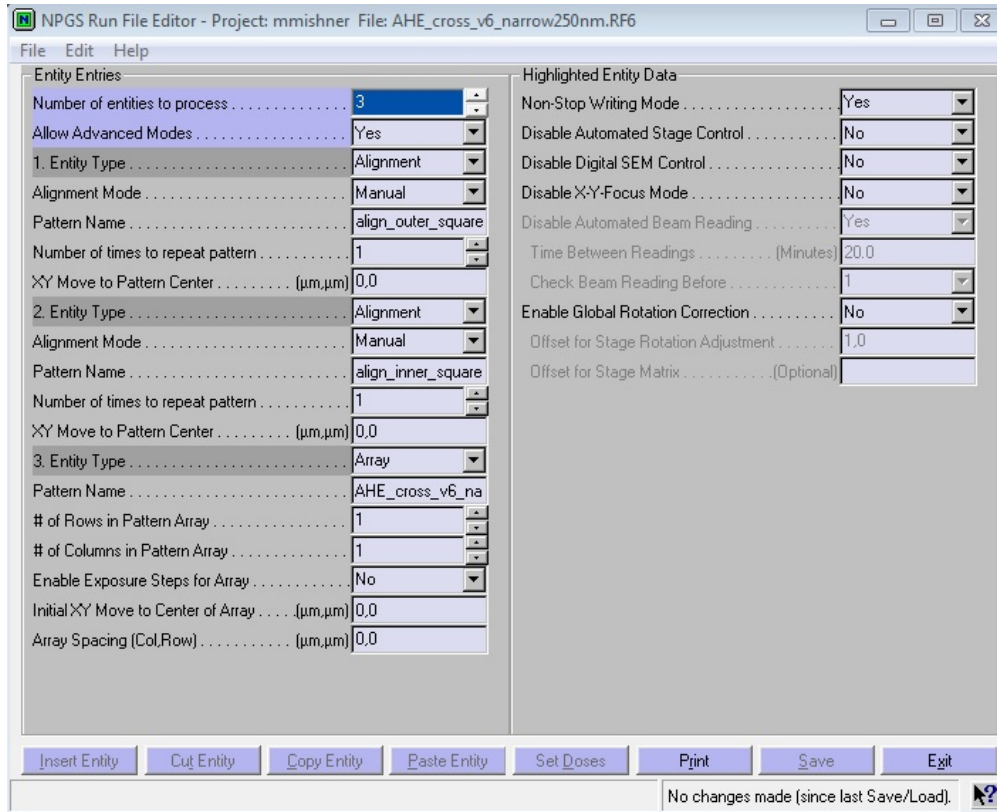 NPGS Run File Editor - Project: mmishner File: AHE_cross_v6_narrow250nm.RF6
File Edit Help
Entity Entries
Number of entities to process . . . . . . . . . . . . . 3
Allow Advanced Modes . . . . . . . . . . . . . . . . . Yes
1. Entity Type . . . . . . . . . . . . . . . . . . . . . . . . Alignment
Alignment Mode . . . . . . . . . . . . . . . . . . . . . . Manual
Pattern Name . . . . . . . . . . . . . . . . . . . . . . . . align_outer_square
Number of times to repeat pattern . . . . . . . . . . 1
XY Move to Pattern Center . . . . . . . . . (µm,µm) 0,0
2. Entity Type . . . . . . . . . . . . . . . . . . . . . . . . Alignment
Alignment Mode . . . . . . . . . . . . . . . . . . . . . . Manual
Pattern Name . . . . . . . . . . . . . . . . . . . . . . . . align_inner_square
Number of times to repeat pattern . . . . . . . . . . 1
XY Move to Pattern Center . . . . . . . . . (µm,µm) 0,0
3. Entity Type . . . . . . . . . . . . . . . . . . . . . . . . Array
Pattern Name . . . . . . . . . . . . . . . . . . . . . . . . AHE_cross_v6_na
# of Rows in Pattern Array . . . . . . . . . . . . . . . 1
# of Columns in Pattern Array . . . . . . . . . . . . . 1
Enable Exposure Steps for Array . . . . . . . . . . . No
Initial XY Move to Center of Array . . . . .(µm,µm) 0,0
Array Spacing (Col,Row) . . . . . . . . . . . (µm,µm) 0,0
Highlighted Entity Data
Non-Stop Writing Mode . . . . . . . . . . . . . . . . . . Yes
Disable Automated Stage Control . . . . . . . . . . . No
Disable Digital SEM Control . . . . . . . . . . . . . . . No
Disable X-Y-Focus Mode . . . . . . . . . . . . . . . . . No
Disable Automated Beam Reading . . . . . . . . . . Yes
Time Between Readings . . . . . . . . . (Minutes) 20.0
Check Beam Reading Before . . . . . . . . . . . . . 1
Enable Global Rotation Correction . . . . . . . . . . No
Offset for Stage Rotation Adjustment . . . . . . . 1,0
Offset for Stage Matrix . . . . . . . . . . .(Optional)
Insert Entity Cut Entity Copy Entity Paste Entity Set Doses Print Save Exit
No changes made (since last Save/Load).